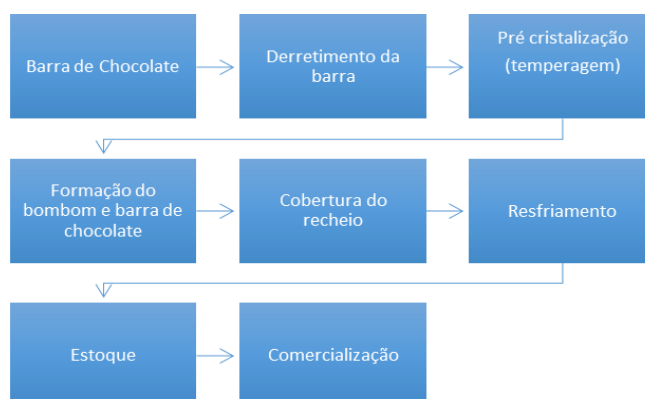 Barra de Chocolate
Derretimento da
barra
Pré cristalização
(temperagem)
Formação do
bombom e barra de
chocolate
Cobertura do
recheio
Resfriamento
Estoque
Comercialização